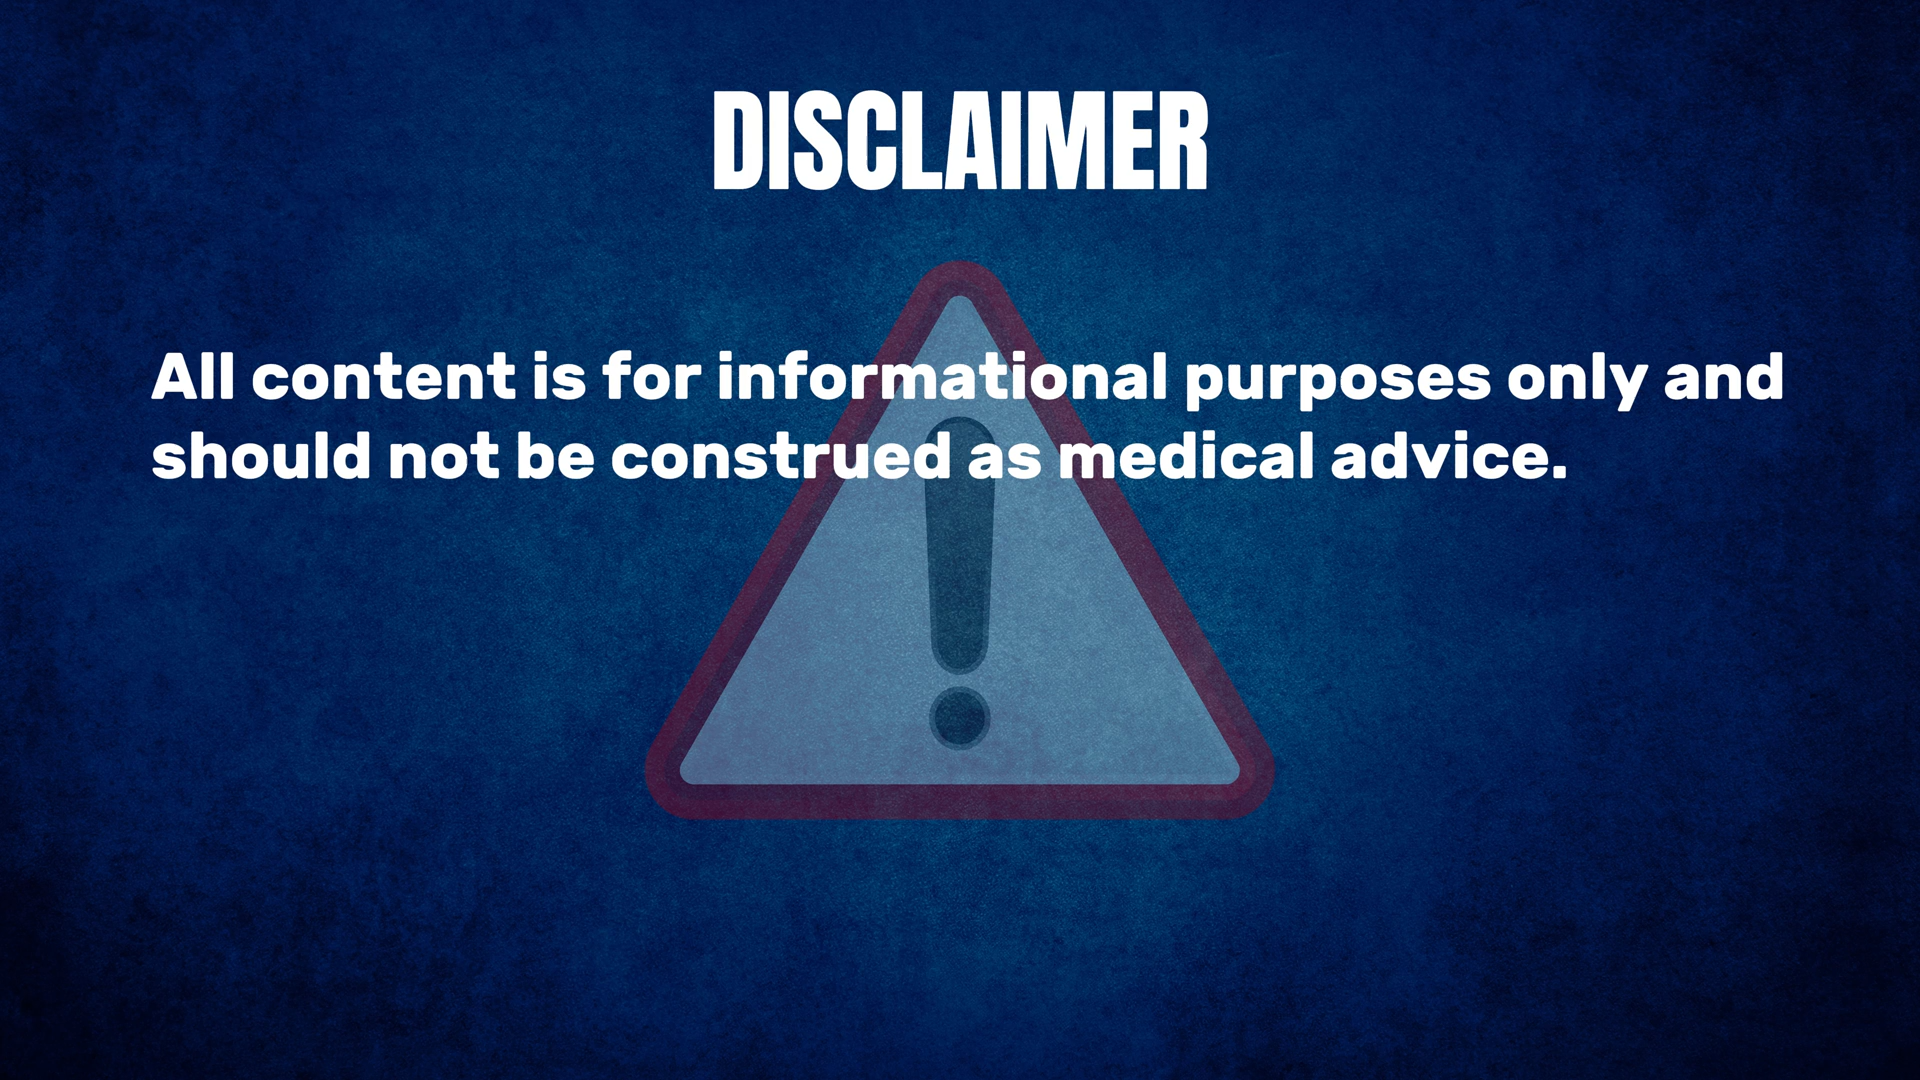 DISCLAIMER
All content is for informational purposes only and
should not be construed as medical advice.